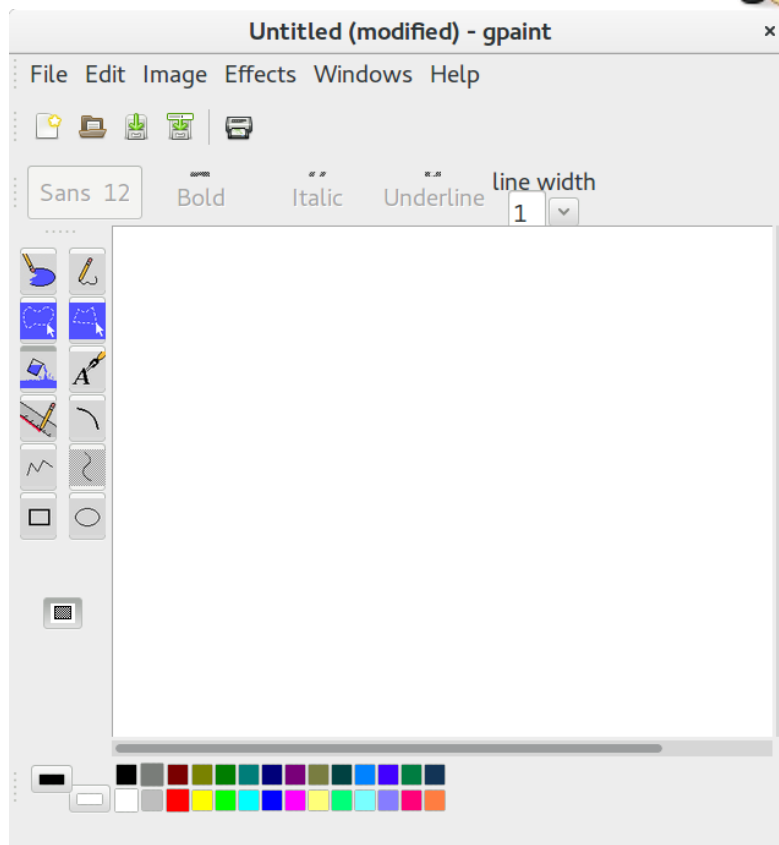 Untitled (modified) - gpaint ×
File Edit Image Effects Windows Help
line width
Sans 12 Bold Italic Underline
1